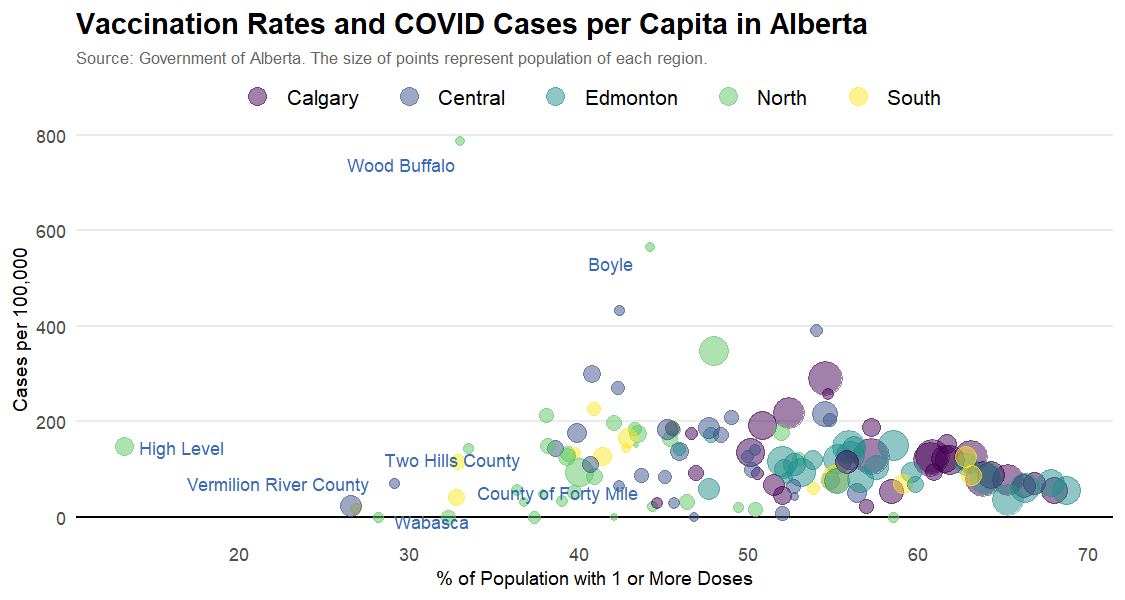 Vaccination Rates and COVID Cases per Capita in Alberta
Source: Government of Alberta. The size of points represent population of each region.
Calgary Central Edmonton North South
800
Wood Buffalo
600
Boyle
Cases per 100,000
400
200
High Level
Two Hills County
Vermilion River County
County of Forty Mile
0
Wabasca
20 30 40 50 60 70
% of Population with 1 or More Doses